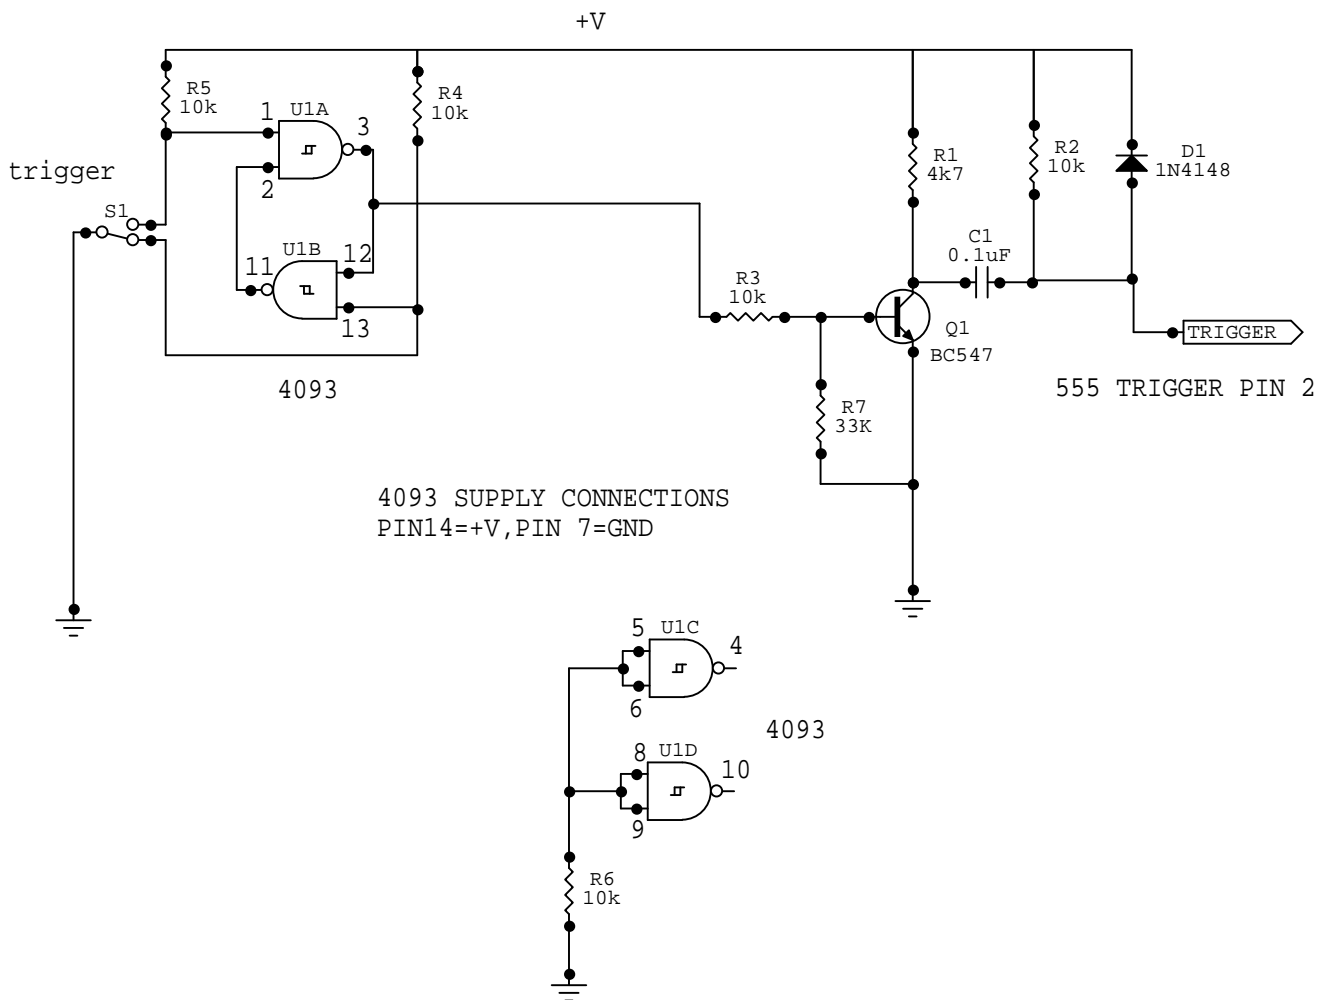 +V
R5
10k
R4
10k
U1A
1
3
2
trigger
S1
U1B
11
12
13
4093
R1
4k7
R2
10k
D1
1N4148
C1
0.1uF
R3
10k
Q1
BC547
TRIGGER
555 TRIGGER PIN 2
R7
33K
4093 SUPPLY CONNECTIONS
PIN14=+V,PIN 7=GND
U1C
5
4
6
4093
U1D
8
10
9
R6
10k